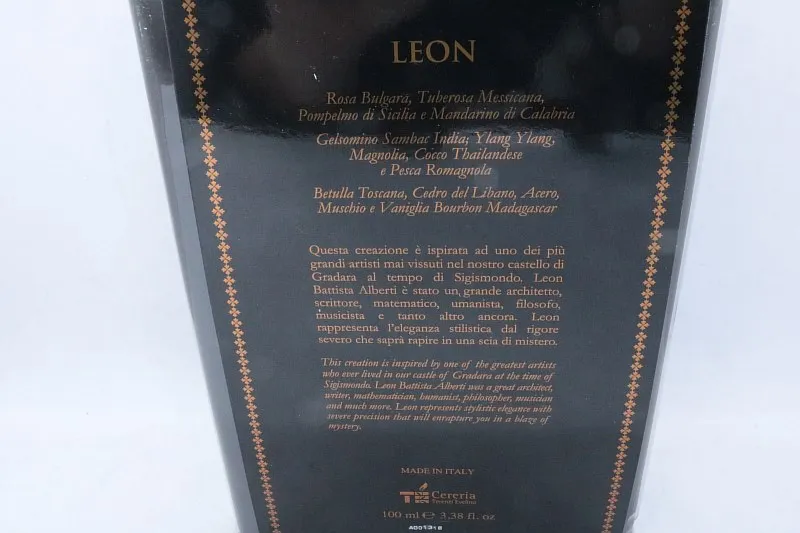 LEON
Rosa Bulgara, Tuberosa Messicana,
Pompelmo di Sicilia e Mandarino di Calabria
Gelsomino Sambac India, Ylang Ylang,
Magnolia, Cocco Thailandese
e Pesca Romagnola
Betulla Toscana, Cedro del Libano, Acero,
Muschio e Vaniglia Bourbon Madagascar
Questa creazione è ispirata ad uno dei più
grandi artisti mai vissuti nel nostro castello di
Gradara al tempo di Sigismondo. Leon
Battista Alberti è stato un grande architetto,
scrittore, matematico, umanista, filosofo,
musicista e tanto altro ancora. Leon
rappresenta l'eleganza stilistica dal rigore
severo che saprà rapire in una scia di mistero.
This creation is inspired by one of the greatest artists
who ever lived in our castle of Gradara at the time of
Sigismondo. Leon Battista Alberti was a great architect,
writer, mathematician, humanist, philosopher, musician
and much more. Leon represents stylistic elegance with
severe precision that will enrapture you in a blaze of
mystery.
MADE IN ITALY
Cereria
100 ml C€ 3,38 fl. oz